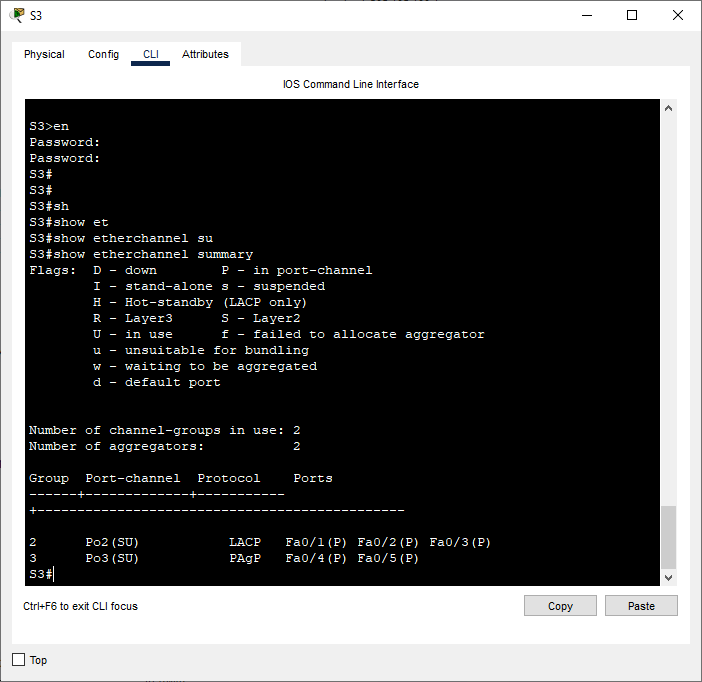 S3
Physical Config CLI Attributes
IOS Command Line Interface
S3>en
Password:
Password:
S3#
S3#
S3#sh
S3#show et
S3#show etherchannel su
S3#show etherchannel summary
Flags:  D - down        P - in port-channel
        I - stand-alone s - suspended
        H - Hot-standby (LACP only)
        R - Layer3      S - Layer2
        U - in use      f - failed to allocate aggregator
        u - unsuitable for bundling
        w - waiting to be aggregated
        d - default port
Number of channel-groups in use: 2
Number of aggregators:           2
Group  Port-channel  Protocol    Ports
------+-------------+-----------
+----------------------------------------------
2      Po2(SU)           LACP   Fa0/1(P) Fa0/2(P) Fa0/3(P)
3      Po3(SU)           PAgP   Fa0/4(P) Fa0/5(P)
S3#
Ctrl+F6 to exit CLI focus
Copy Paste
Top